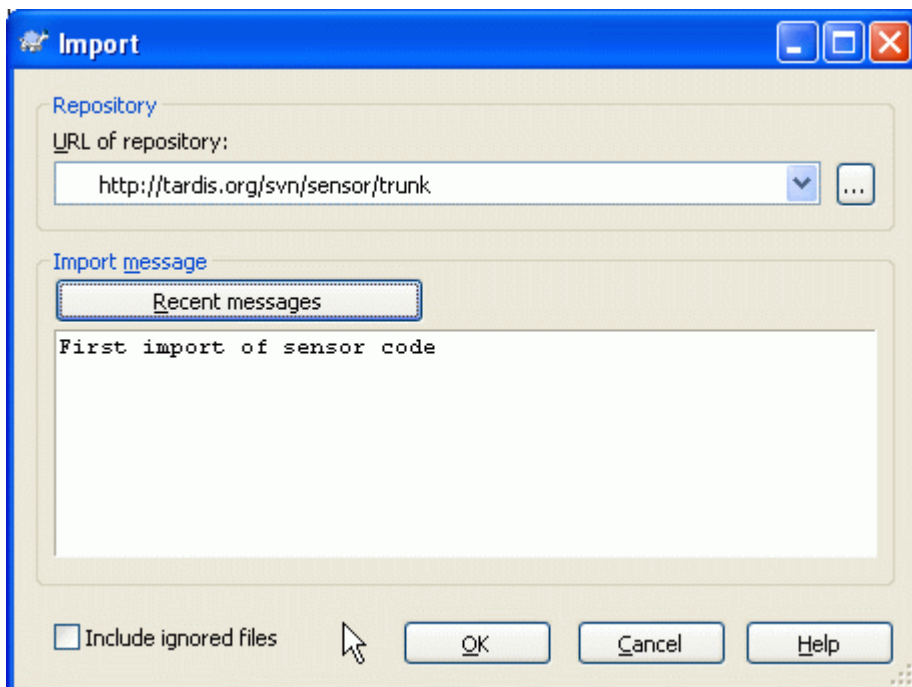 Import
Repository
URL of repository:
http://tardis.org/svn/sensor/trunk
...
Import message
Recent messages
First import of sensor code
Include ignored files
OK
Cancel
Help